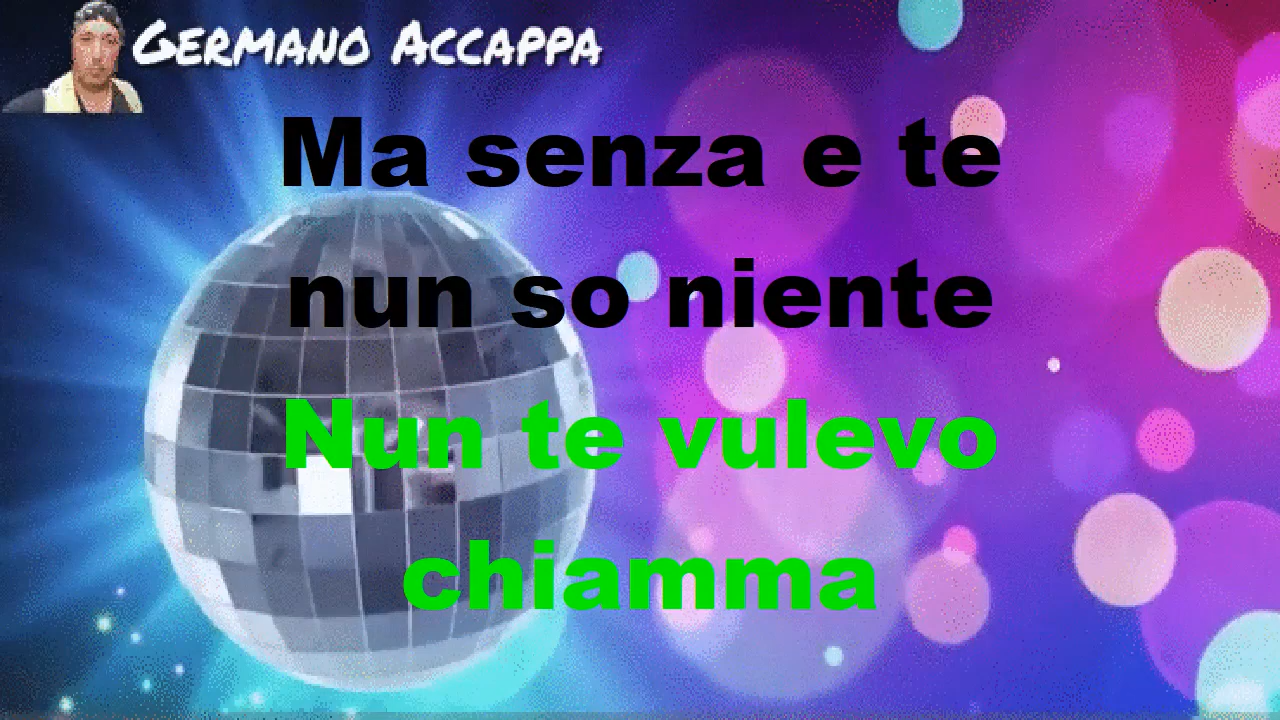 Germano Accappa
Ma senza e te
nun so niente
Nun te vulevo
chiamma